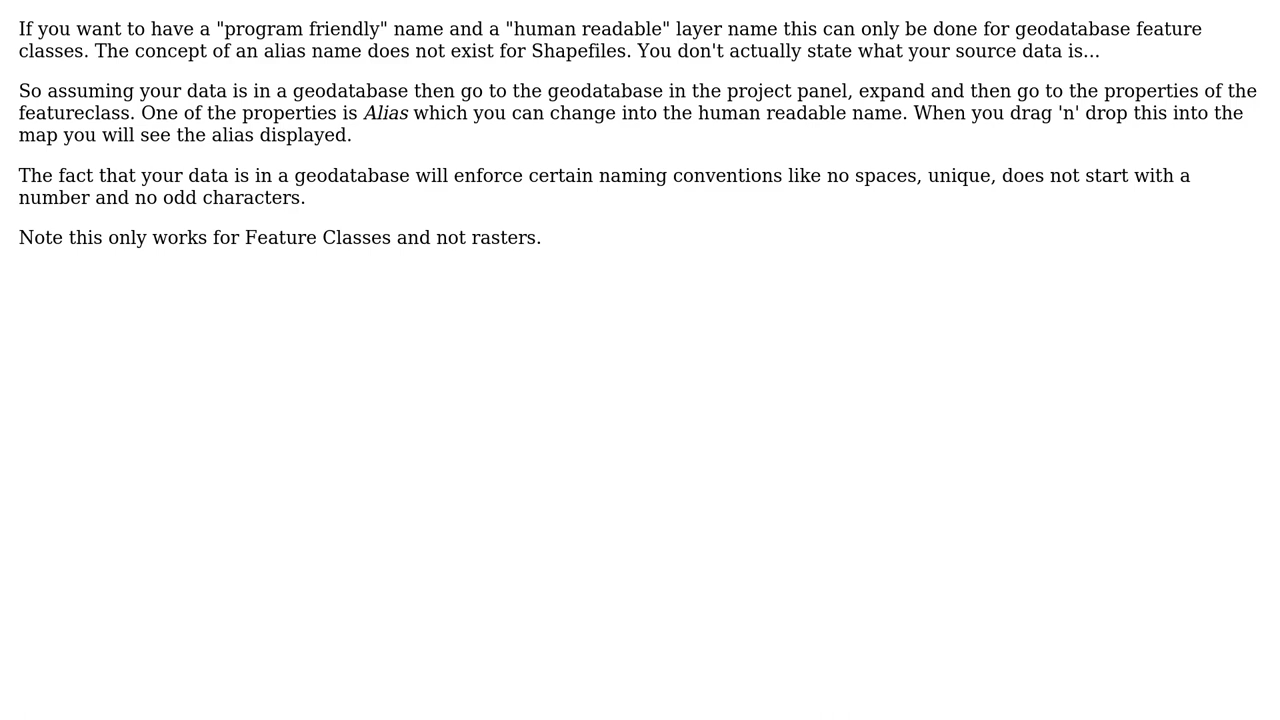 If you want to have a "program friendly" name and a "human readable" layer name this can only be done for geodatabase feature
classes. The concept of an alias name does not exist for Shapefiles. You don't actually state what your source data is...
So assuming your data is in a geodatabase then go to the geodatabase in the project panel, expand and then go to the properties of the
featureclass. One of the properties is Alias which you can change into the human readable name. When you drag 'n' drop this into the
map you will see the alias displayed.
The fact that your data is in a geodatabase will enforce certain naming conventions like no spaces, unique, does not start with a
number and no odd characters.
Note this only works for Feature Classes and not rasters.